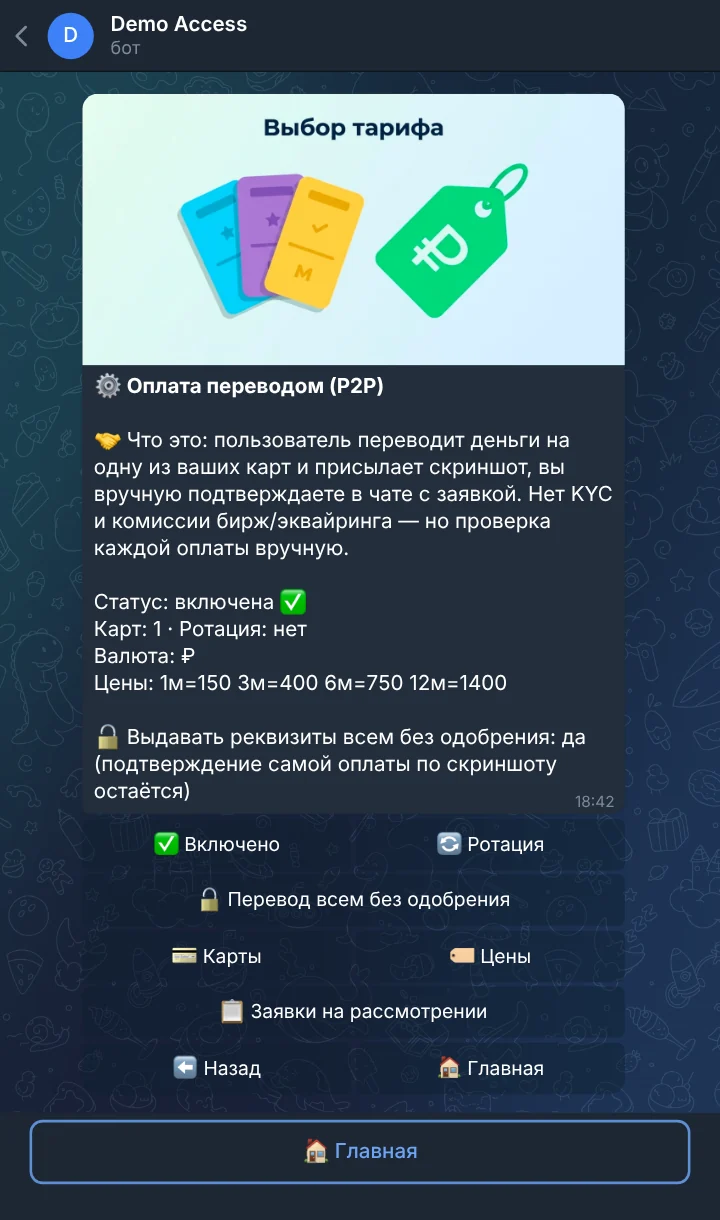 D
Demo Access
бот
Выбор тарифа
M
₽
⚙️ Оплата переводом (P2P)
🤝 Что это: пользователь переводит деньги на
одну из ваших карт и присылает скриншот, вы
вручную подтверждаете в чате с заявкой. Нет KYC
и комиссии бирж/эквайринга — но проверка
каждой оплаты вручную.
Статус: включена ✅
Карт: 1 · Ротация: нет
Валюта: ₽
Цены: 1м=150 3м=400 6м=750 12м=1400
🔓 Выдавать реквизиты всем без одобрения: да
(подтверждение самой оплаты по скриншоту
остаётся)
18:42
✅ Включено
🔄 Ротация
🔓 Перевод всем без одобрения
💳 Карты
🏷️ Цены
📋 Заявки на рассмотрении
⬅️ Назад
🏠 Главная
🏠 Главная